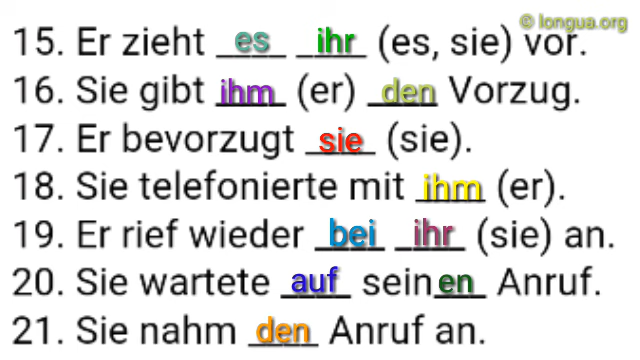 © longua.org
15. Er zieht es ihr (es, sie) vor.
16. Sie gibt ihm (er) den Vorzug.
17. Er bevorzugt sie (sie).
18. Sie telefonierte mit ihm (er).
19. Er rief wieder bei ihr (sie) an.
20. Sie wartete auf seinen Anruf.
21. Sie nahm den Anruf an.